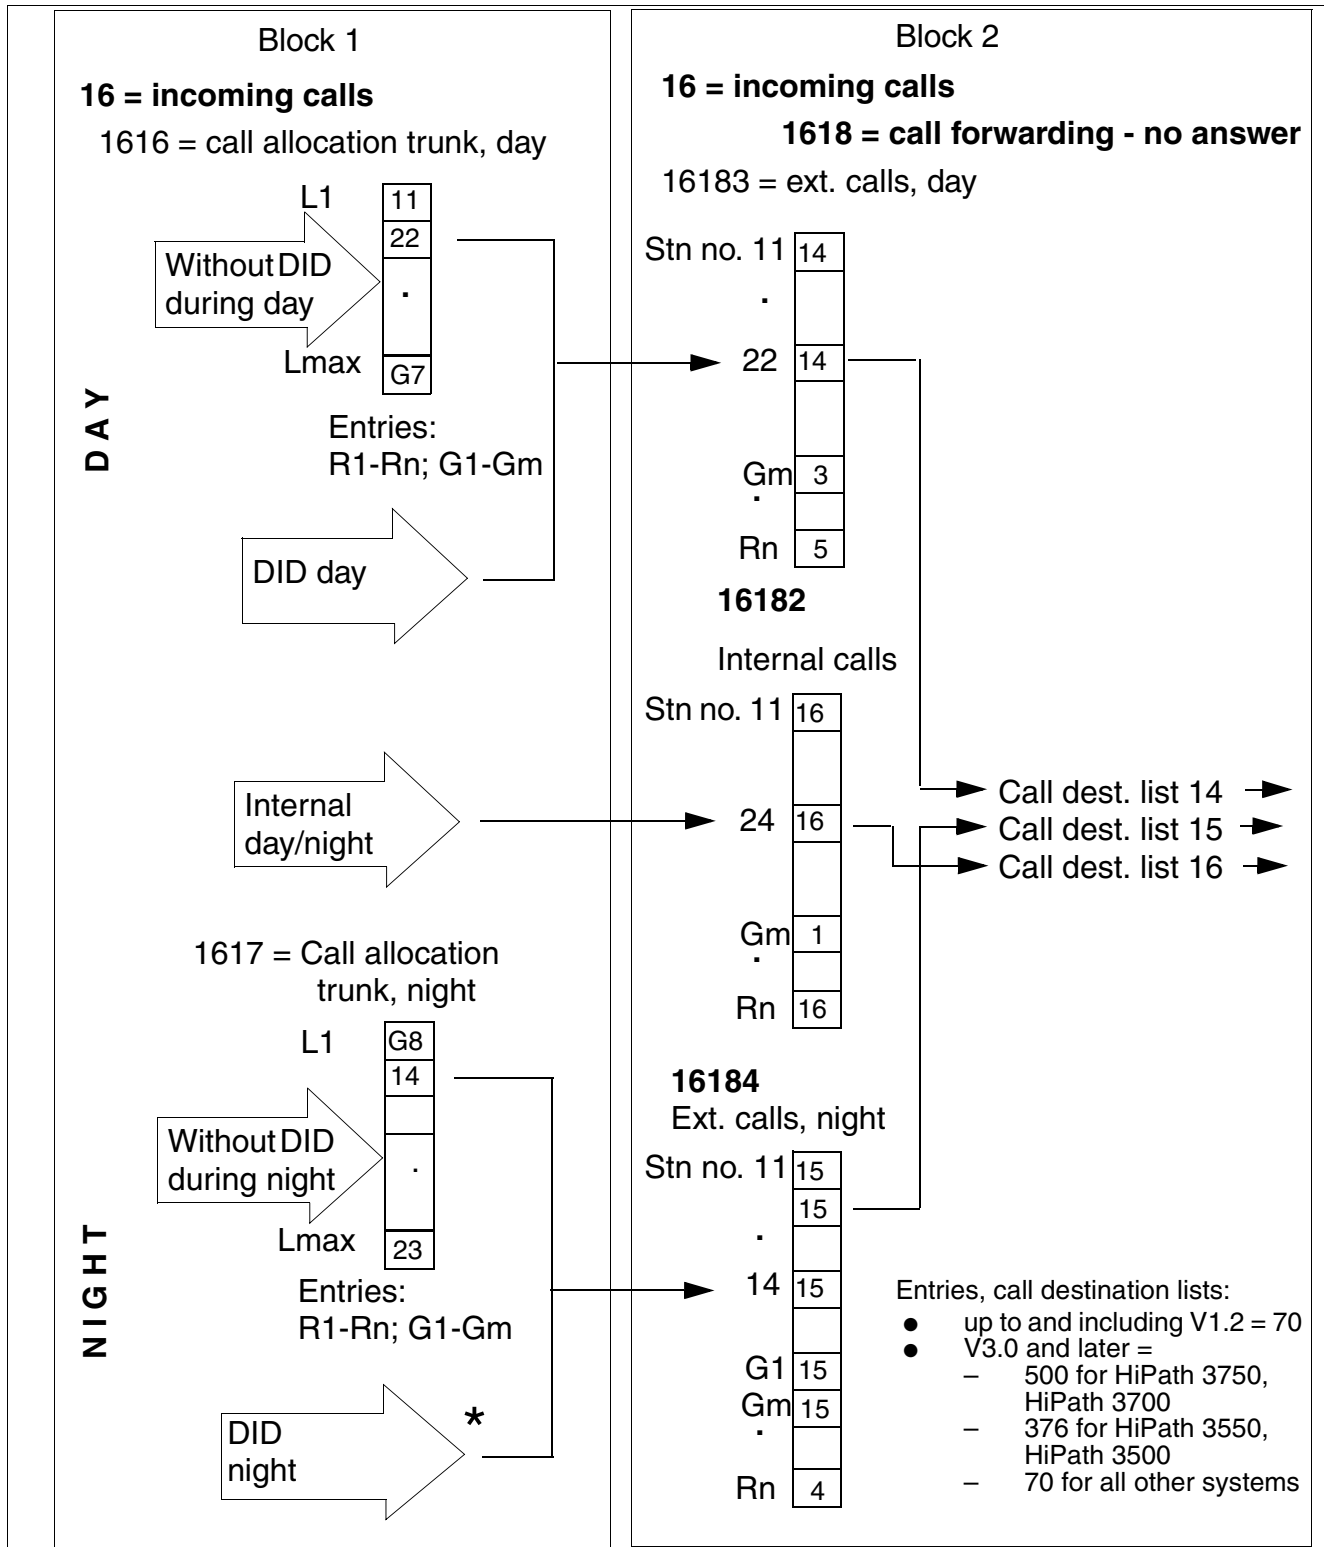 Block 1
16 = incoming calls
1616 = call allocation trunk, day
L1
11
22
Without DID
during day
.
Lmax
G7
DAY
Entries:
R1-Rn; G1-Gm
DID day
Internal
day/night
1617 = Call allocation
trunk, night
L1
G8
14
Without DID
during night
.
Lmax
23
NIGHT
Entries:
R1-Rn; G1-Gm
DID
night
*
Block 2
16 = incoming calls
1618 = call forwarding - no answer
16183 = ext. calls, day
Stn no. 11 14
.
22 14
Gm 3
.
Rn 5
16182
Internal calls
Stn no. 11 16
24 16
Gm 1
.
Rn 16
Call dest. list 14
Call dest. list 15
Call dest. list 16
16184
Ext. calls, night
Stn no. 11 15
15
.
14 15
G1 15
Gm 15
.
Rn 4
Entries, call destination lists:
● up to and including V1.2 = 70
● V3.0 and later =
– 500 for HiPath 3750,
HiPath 3700
– 376 for HiPath 3550,
HiPath 3500
– 70 for all other systems